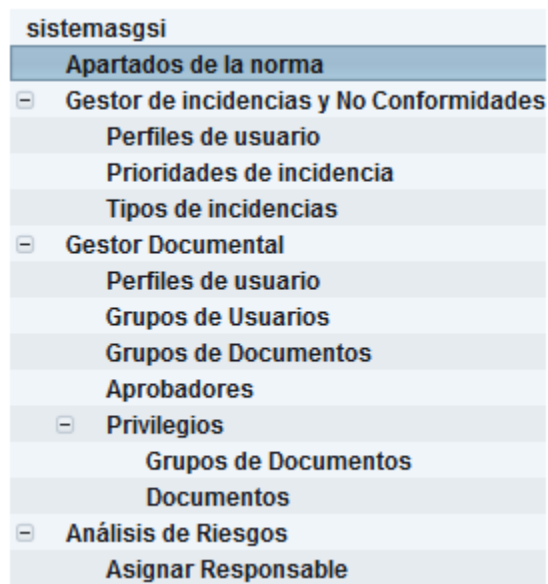 sistemasgsi
Apartados de la norma
Gestor de incidencias y No Conformidades
Perfiles de usuario
Prioridades de incidencia
Tipos de incidencias
Gestor Documental
Perfiles de usuario
Grupos de Usuarios
Grupos de Documentos
Aprobadores
Privilegios
Grupos de Documentos
Documentos
Análisis de Riesgos
Asignar Responsable